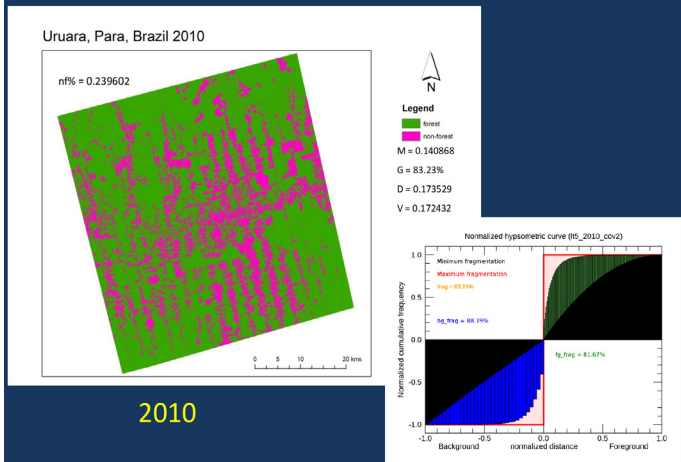 Uruara, Para, Brazil 2010
nf% = 0.239602
N
Legend
forest
non-forest
M = 0.140868
G = 83.23%
D = 0.173529
V = 0.172432
0 5 10 20 kms
2010
Normalized hypsometric curve (lt5_2010_cov2)
Minimum fragmentation
Maximum fragmentation
frag = 83.23%
bg_frag = 88.19%
fg_frag = 81.67%
Normalized cumulative frequency
1.0
0.5
0.0
-0.5
-1.0
-1.0 -0.5 0.0 0.5 1.0
Background normalized distance Foreground